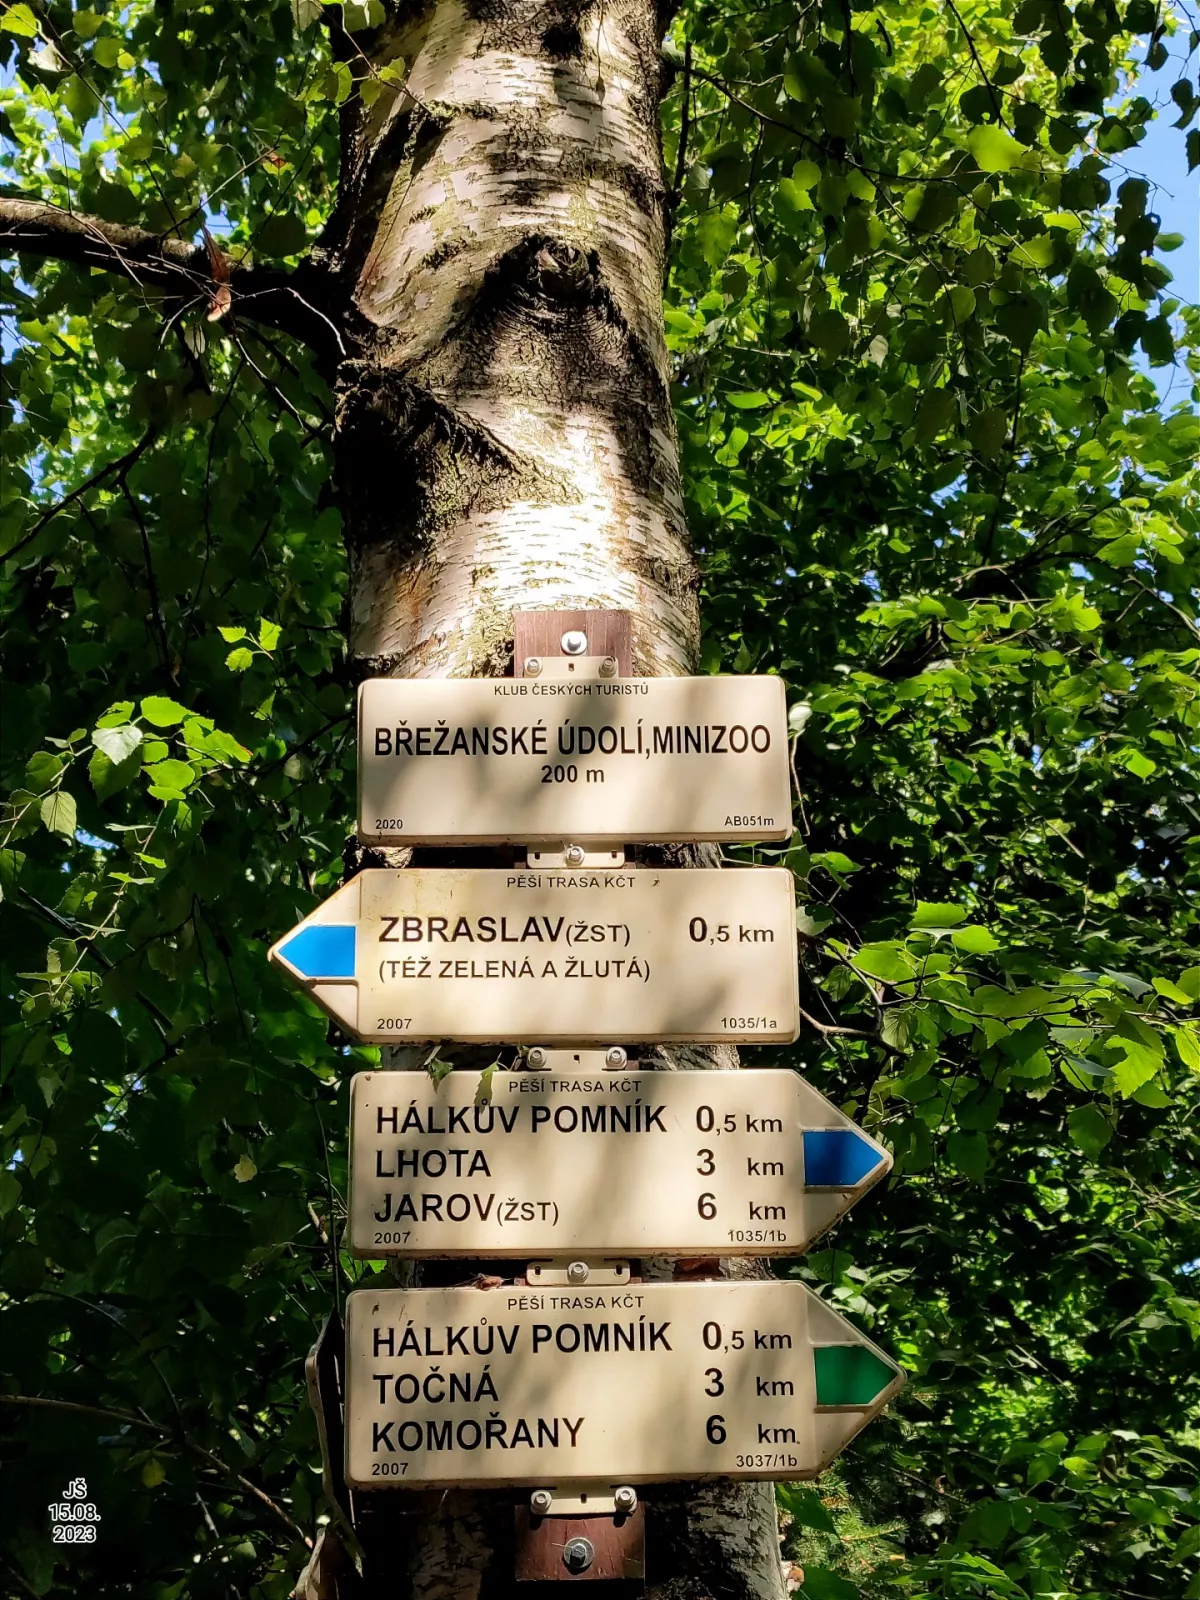 KLUB ČESKÝCH TURISTŮ
BŘEŽANSKÉ ÚDOLÍ,MINIZOO
200 m
2020 AB051m
PĚŠÍ TRASA KČT
ZBRASLAV(ŽST) 0,5 km
(TÉŽ ZELENÁ A ŽLUTÁ)
2007 1035/1a
PĚŠÍ TRASA KČT
HÁLKŮV POMNÍK 0,5 km
LHOTA 3 km
JAROV(ŽST) 6 km
2007 1035/1b
PĚŠÍ TRASA KČT
HÁLKŮV POMNÍK 0,5 km
TOČNÁ 3 km
KOMOŘANY 6 km
2007 3037/1b
JŠ
15.08.
2023